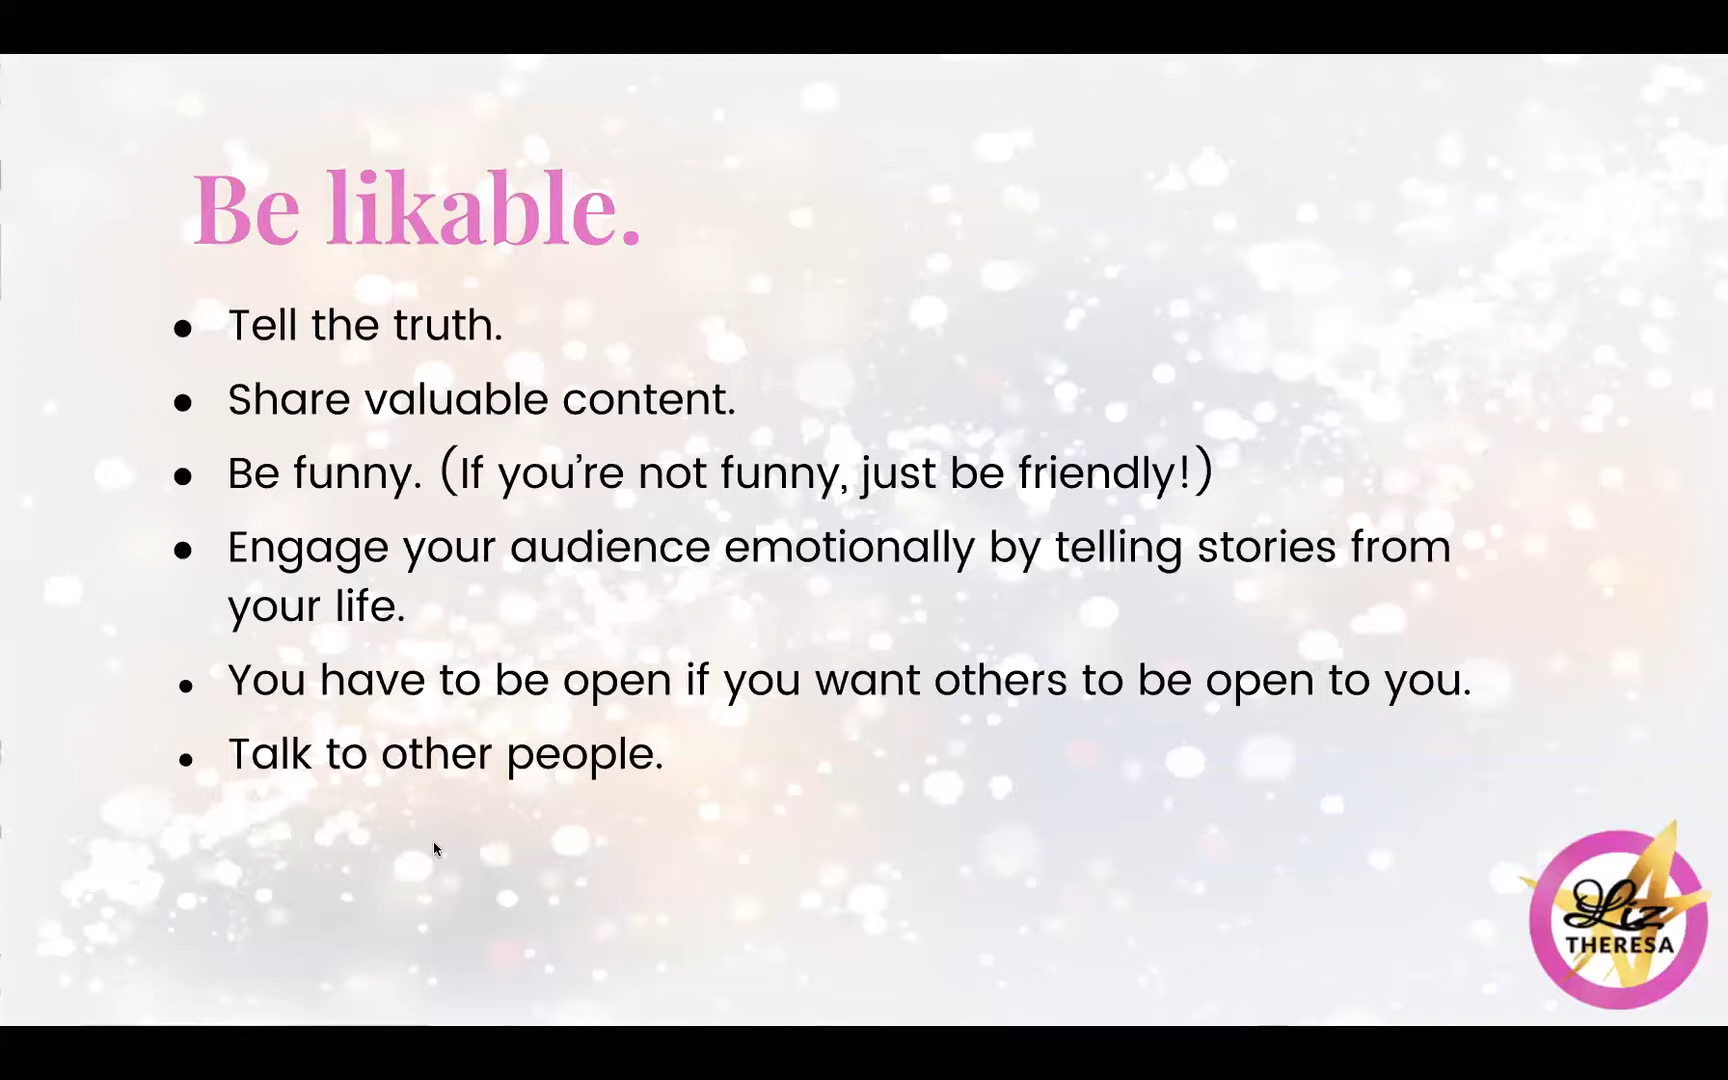 Be likable.
● Tell the truth.
● Share valuable content.
● Be funny. (If you’re not funny, just be friendly!)
● Engage your audience emotionally by telling stories from
your life.
● You have to be open if you want others to be open to you.
● Talk to other people.
Liz
THERESA